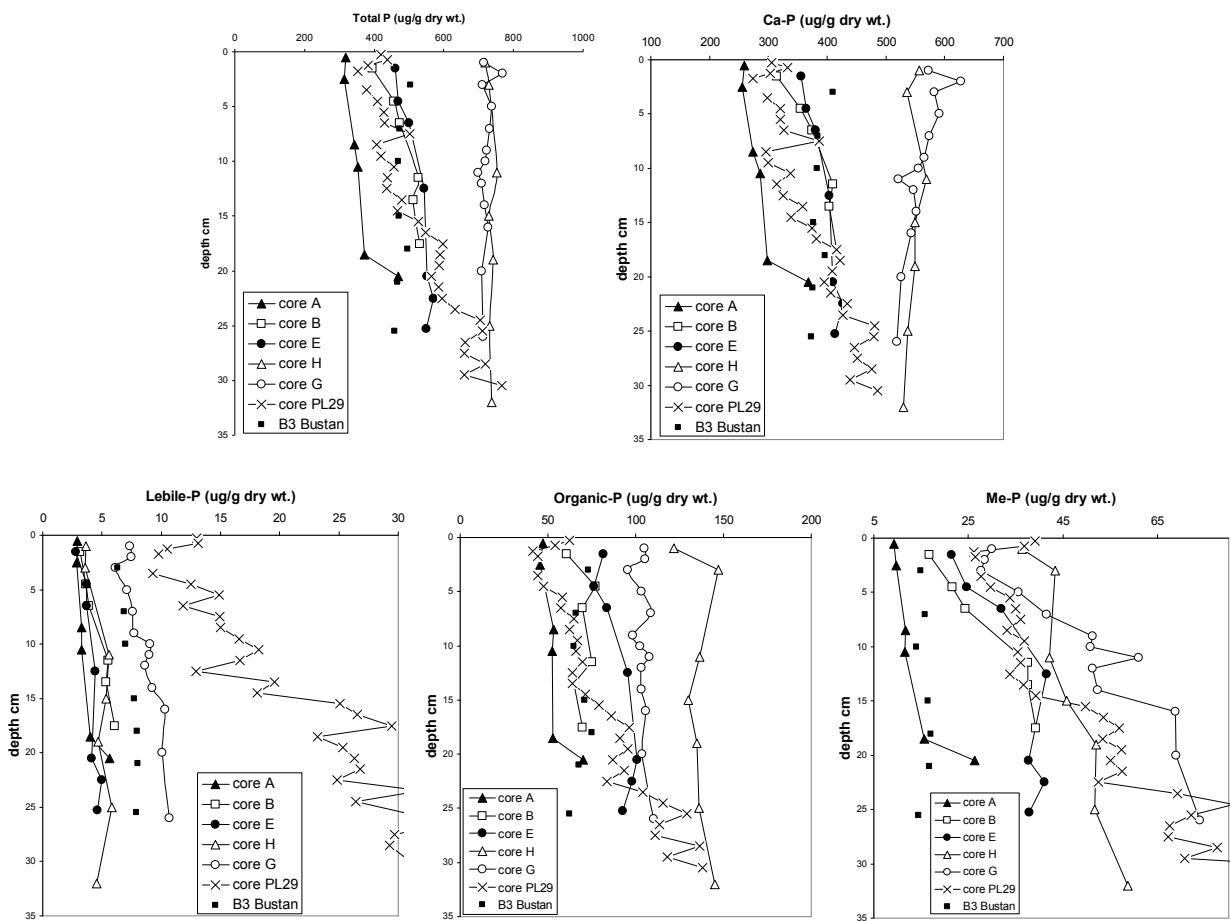 Total P (ug/g dry wt.)
0 200 400 600 800 1000
0
5
10
15
20
25
30
35
depth cm
core A
core B
core E
core H
core G
core PL29
B3 Bustan
Ca-P (ug/g dry wt.)
100 200 300 400 500 600 700
0
5
10
15
20
25
30
35
depth cm
core A
core B
core E
core H
core G
core PL29
B3 Bustan
Lebile-P (ug/g dry wt.)
0 5 10 15 20 25 30
0
5
10
15
20
25
30
35
depth cm
core A
core B
core E
core H
core G
core PL29
B3 Bustan
Organic-P (ug/g dry wt.)
0 50 100 150 200
0
5
10
15
20
25
30
35
depth cm
core A
core B
core E
core H
core G
core PL29
B3 Bustan
Me-P (ug/g dry wt.)
5 25 45 65
0
5
10
15
20
25
30
35
depth cm
core A
core B
core E
core H
core G
core PL29
B3 Bustan